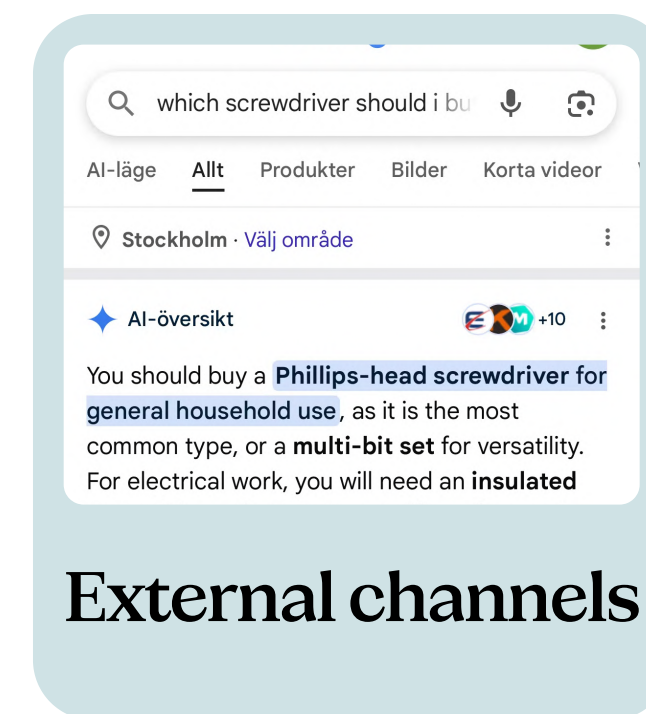 which screwdriver should i bu
AI-läge Allt Produkter Bilder Korta videor
Stockholm · Välj område
AI-översikt +10
You should buy a Phillips-head screwdriver for
general household use, as it is the most
common type, or a multi-bit set for versatility.
For electrical work, you will need an insulated
External channels